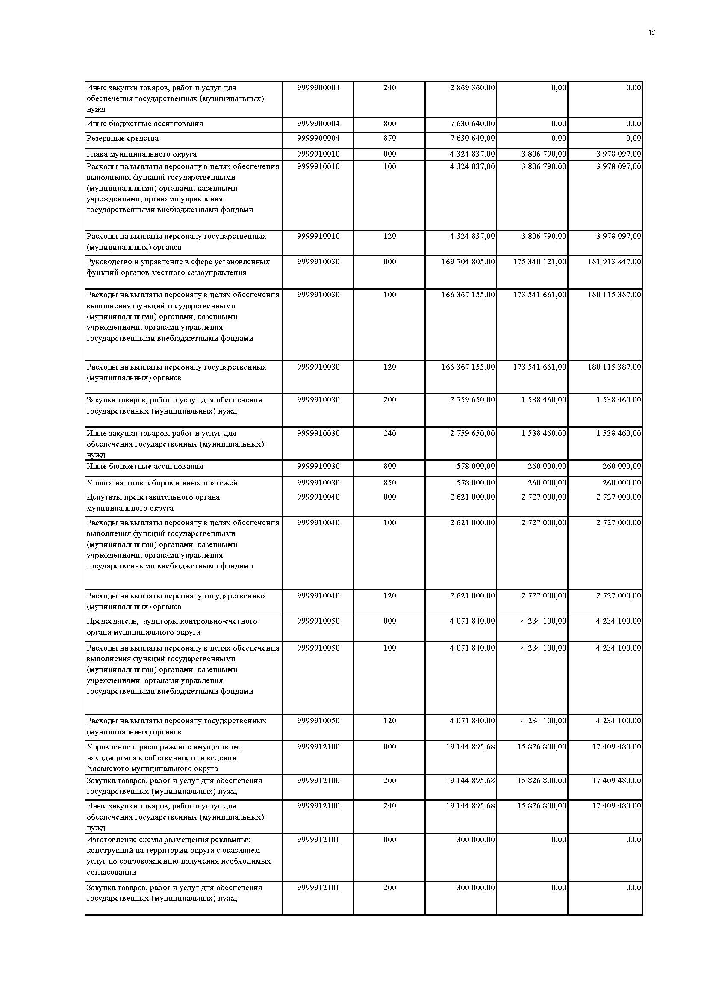 19
Иные закупки товаров, работ и услуг для 9999900004 240 2 869 360,00 0,00 0,00
обеспечения государственных (муниципальных)
нужд
Иные бюджетные ассигнования 9999900004 800 7 630 640,00 0,00 0,00
Резервные средства 9999900004 870 7 630 640,00 0,00 0,00
Глава муниципального округа 9999910010 000 4 324 837,00 3 806 790,00 3 978 097,00
Расходы на выплаты персоналу в целях обеспечения 9999910010 100 4 324 837,00 3 806 790,00 3 978 097,00
выполнения функций государственными
(муниципальными) органами, казенными
учреждениями, органами управления
государственными внебюджетными фондами
Расходы на выплаты персоналу государственных 9999910010 120 4 324 837,00 3 806 790,00 3 978 097,00
(муниципальных) органов
Руководство и управление в сфере установленных 9999910030 000 169 704 805,00 175 340 121,00 181 913 847,00
функций органов местного самоуправления
Расходы на выплаты персоналу в целях обеспечения 9999910030 100 166 367 155,00 173 541 661,00 180 115 387,00
выполнения функций государственными
(муниципальными) органами, казенными
учреждениями, органами управления
государственными внебюджетными фондами
Расходы на выплаты персоналу государственных 9999910030 120 166 367 155,00 173 541 661,00 180 115 387,00
(муниципальных) органов
Закупка товаров, работ и услуг для обеспечения 9999910030 200 2 759 650,00 1 538 460,00 1 538 460,00
государственных (муниципальных) нужд
Иные закупки товаров, работ и услуг для 9999910030 240 2 759 650,00 1 538 460,00 1 538 460,00
обеспечения государственных (муниципальных)
нужд
Иные бюджетные ассигнования 9999910030 800 578 000,00 260 000,00 260 000,00
Уплата налогов, сборов и иных платежей 9999910030 850 578 000,00 260 000,00 260 000,00
Депутаты представительного органа 9999910040 000 2 621 000,00 2 727 000,00 2 727 000,00
муниципального округа
Расходы на выплаты персоналу в целях обеспечения 9999910040 100 2 621 000,00 2 727 000,00 2 727 000,00
выполнения функций государственными
(муниципальными) органами, казенными
учреждениями, органами управления
государственными внебюджетными фондами
Расходы на выплаты персоналу государственных 9999910040 120 2 621 000,00 2 727 000,00 2 727 000,00
(муниципальных) органов
Председатель, аудиторы контрольно-счетного 9999910050 000 4 071 840,00 4 234 100,00 4 234 100,00
органа муниципального округа
Расходы на выплаты персоналу в целях обеспечения 9999910050 100 4 071 840,00 4 234 100,00 4 234 100,00
выполнения функций государственными
(муниципальными) органами, казенными
учреждениями, органами управления
государственными внебюджетными фондами
Расходы на выплаты персоналу государственных 9999910050 120 4 071 840,00 4 234 100,00 4 234 100,00
(муниципальных) органов
Управление и распоряжение имуществом, 9999912100 000 19 144 895,68 15 826 800,00 17 409 480,00
находящимся в собственности и ведении
Хасанского муниципального округа
Закупка товаров, работ и услуг для обеспечения 9999912100 200 19 144 895,68 15 826 800,00 17 409 480,00
государственных (муниципальных) нужд
Иные закупки товаров, работ и услуг для 9999912100 240 19 144 895,68 15 826 800,00 17 409 480,00
обеспечения государственных (муниципальных)
нужд
Изготовление схемы размещения рекламных 9999912101 000 300 000,00 0,00 0,00
конструкций на территории округа с оказанием
услуг по сопровождению получения необходимых
согласований
Закупка товаров, работ и услуг для обеспечения 9999912101 200 300 000,00 0,00 0,00
государственных (муниципальных) нужд